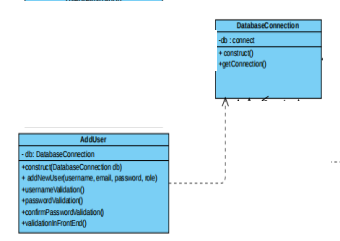 DatabaseConnection
-db : connect
+ construct()
+getConnection()
AddUser
- db: DatabaseConnection
+construct(DatabaseConnection db)
+ addNewUser(username, email, password, role)
+usernameValidation()
+passwordValidation()
+confirmPasswordValidation()
+validationInFrontEnd()